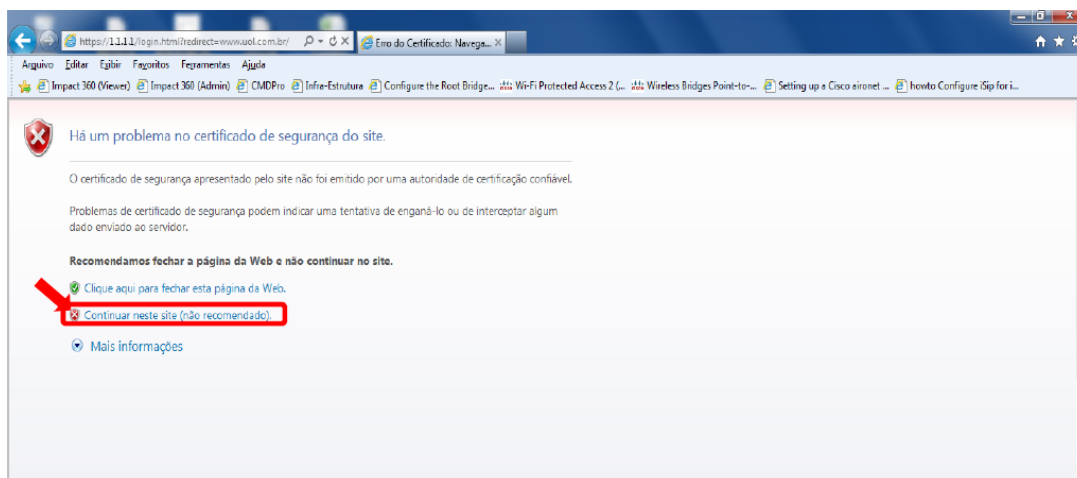 https://1.1.1.1/login.html?redirect=www.uol.com.br/
Erro do Certificado: Navega...
Arquivo Editar Exibir Favoritos Ferramentas Ajuda
Impact 360 (Viewer) Impact 360 (Admin) CMDPro Infra-Estrutura Configure the Root Bridge... Wi-Fi Protected Access 2 (... Wireless Bridges Point-to-... Setting up a Cisco aironet ... howto Configure iSip for i...
Há um problema no certificado de segurança do site.
O certificado de segurança apresentado pelo site não foi emitido por uma autoridade de certificação confiável.
Problemas de certificado de segurança podem indicar uma tentativa de enganá-lo ou de interceptar algum
dado enviado ao servidor.
Recomendamos fechar a página da Web e não continuar no site.
Clique aqui para fechar esta página da Web.
Continuar neste site (não recomendado).
Mais informações